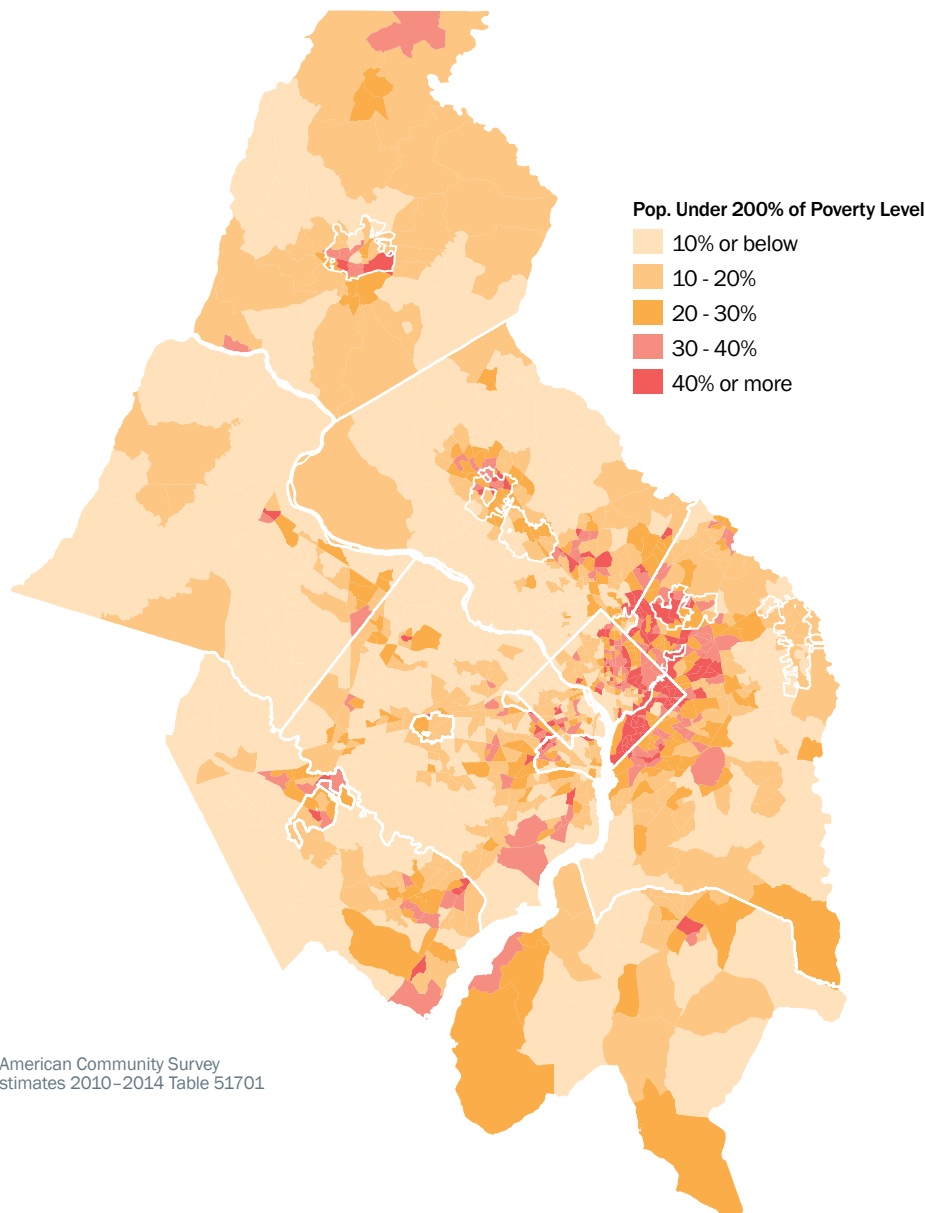 Pop. Under 200% of Poverty Level
10% or below
10 - 20%
20 - 30%
30 - 40%
40% or more
American Community Survey
stimates 2010–2014 Table 51701